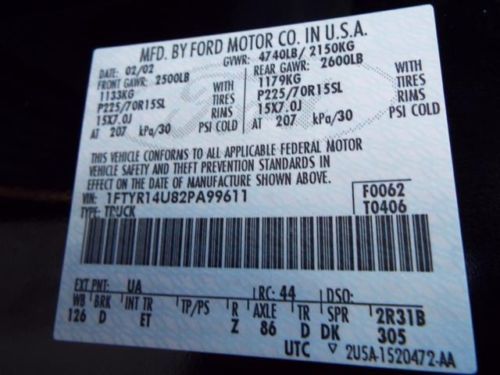 MFD. BY FORD MOTOR CO. IN U.S.A.
DATE: 02/02 GVWR: 4740LB/ 2150KG
FRONT GAWR: 2500LB REAR GAWR: 2600LB
1133KG WITH 1179KG WITH
P225/70R15SL TIRES P225/70R15SL TIRES
15X7.0J RIMS 15X7.0J RIMS
AT 207 kPa/30 PSI COLD AT 207 kPa/30 PSI COLD
THIS VEHICLE CONFORMS TO ALL APPLICABLE FEDERAL MOTOR
VEHICLE SAFETY AND THEFT PREVENTION STANDARDS IN
EFFECT ON THE DATE OF MANUFACTURE SHOWN ABOVE.
VIN: 1FTYR14U82PA99611 F0062
TYPE: TRUCK T0406
EXT PNT: UA RC: 44 DSO:
WB BRK INT TR TP/PS R AXLE TR SPR 2R31B
126 D ET Z 86 D DK 305
UTC ▽ 2U5A-1520472-AA